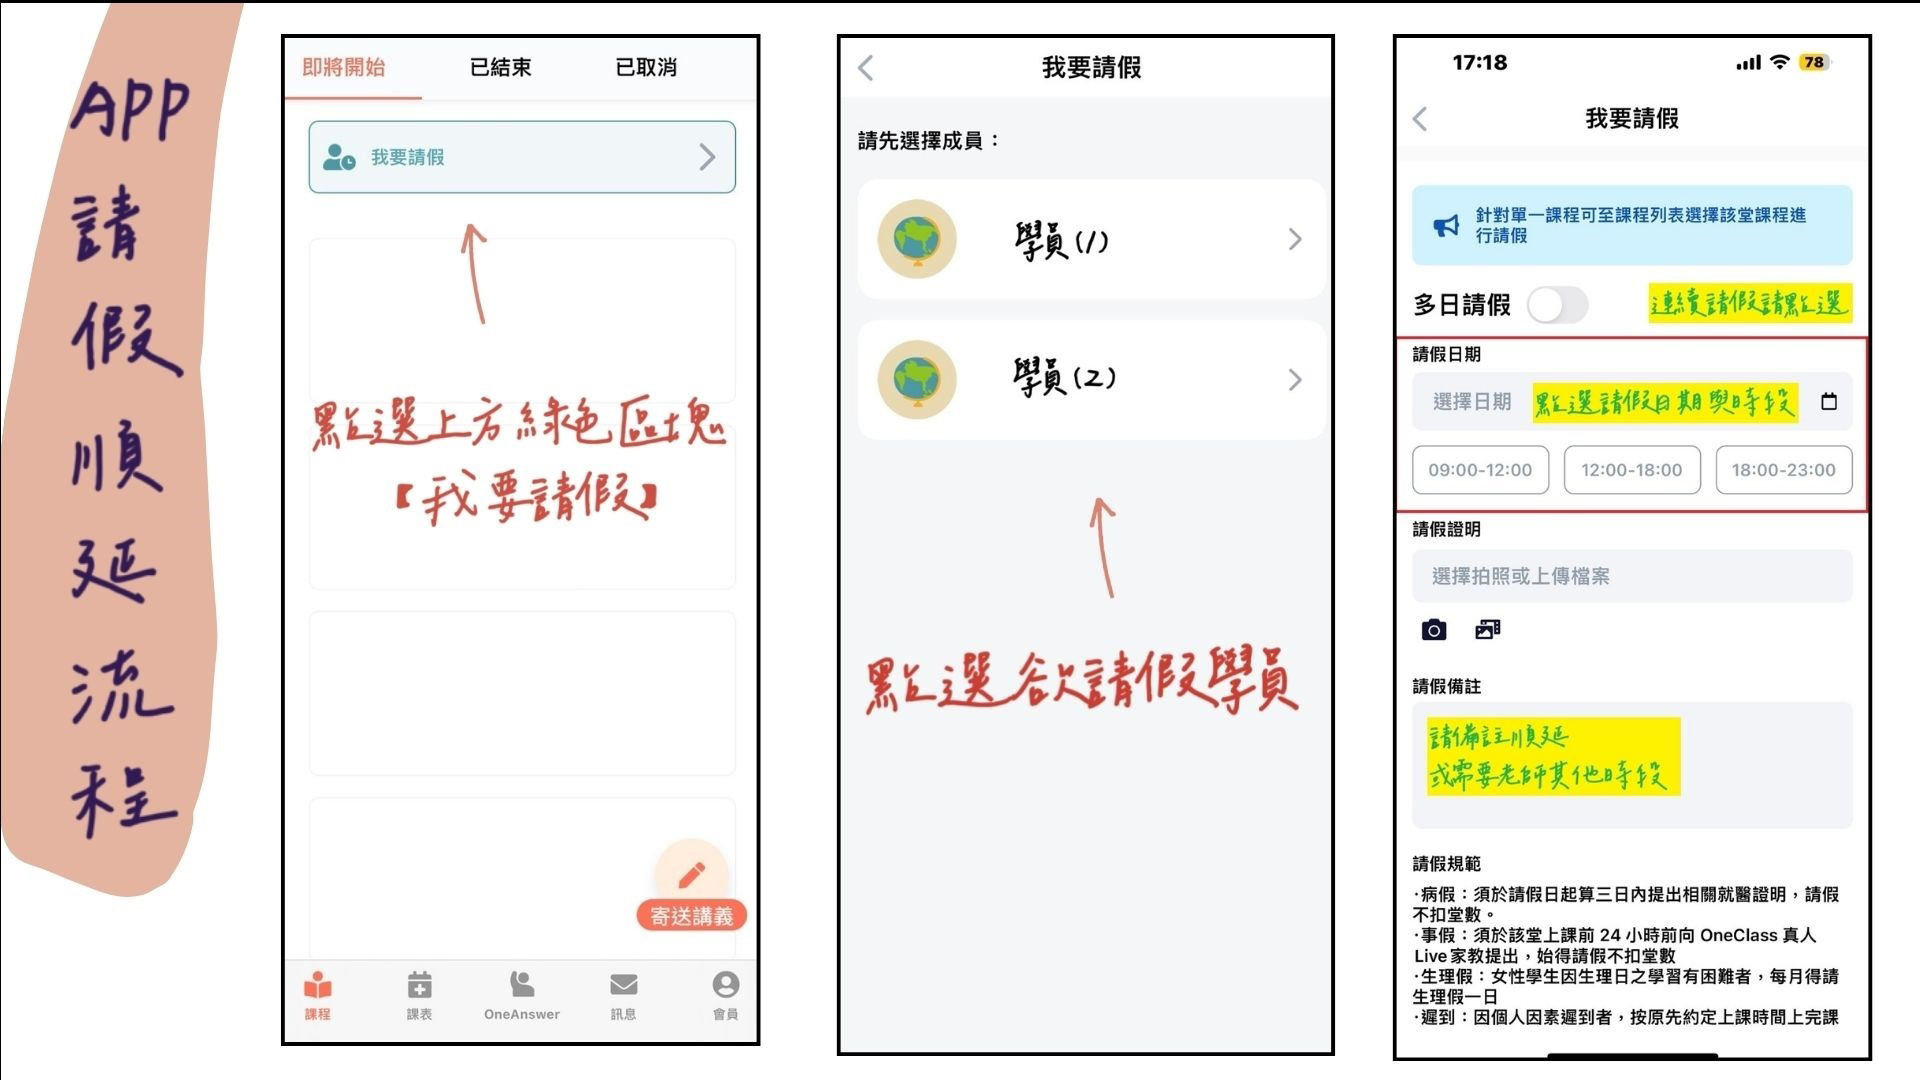 APP
請
假
順
延
流
程
即將開始
已結束
已取消
我要請假
點選上方綠色區塊
【我要請假】
寄送講義
課程
課表
OneAnswer
訊息
會員
我要請假
請先選擇成員：
學員(1)
學員(2)
點選欲請假學員
17:18
78
我要請假
針對單一課程可至課程列表選擇該堂課程進
行請假
多日請假
連續請假請點選
請假日期
選擇日期
點選請假日期與時段
09:00-12:00
12:00-18:00
18:00-23:00
請假證明
選擇拍照或上傳檔案
請假備註
請備註順延
或需要老師其他時段
請假規範
·病假：須於請假日起算三日內提出相關就醫證明，請假
不扣堂數。
·事假：須於該堂上課前 24 小時前向 OneClass 真人
Live家教提出，始得請假不扣堂數
·生理假：女性學生因生理日之學習有困難者，每月得請
生理假一日
·遲到：因個人因素遲到者，按原先約定上課時間上完課